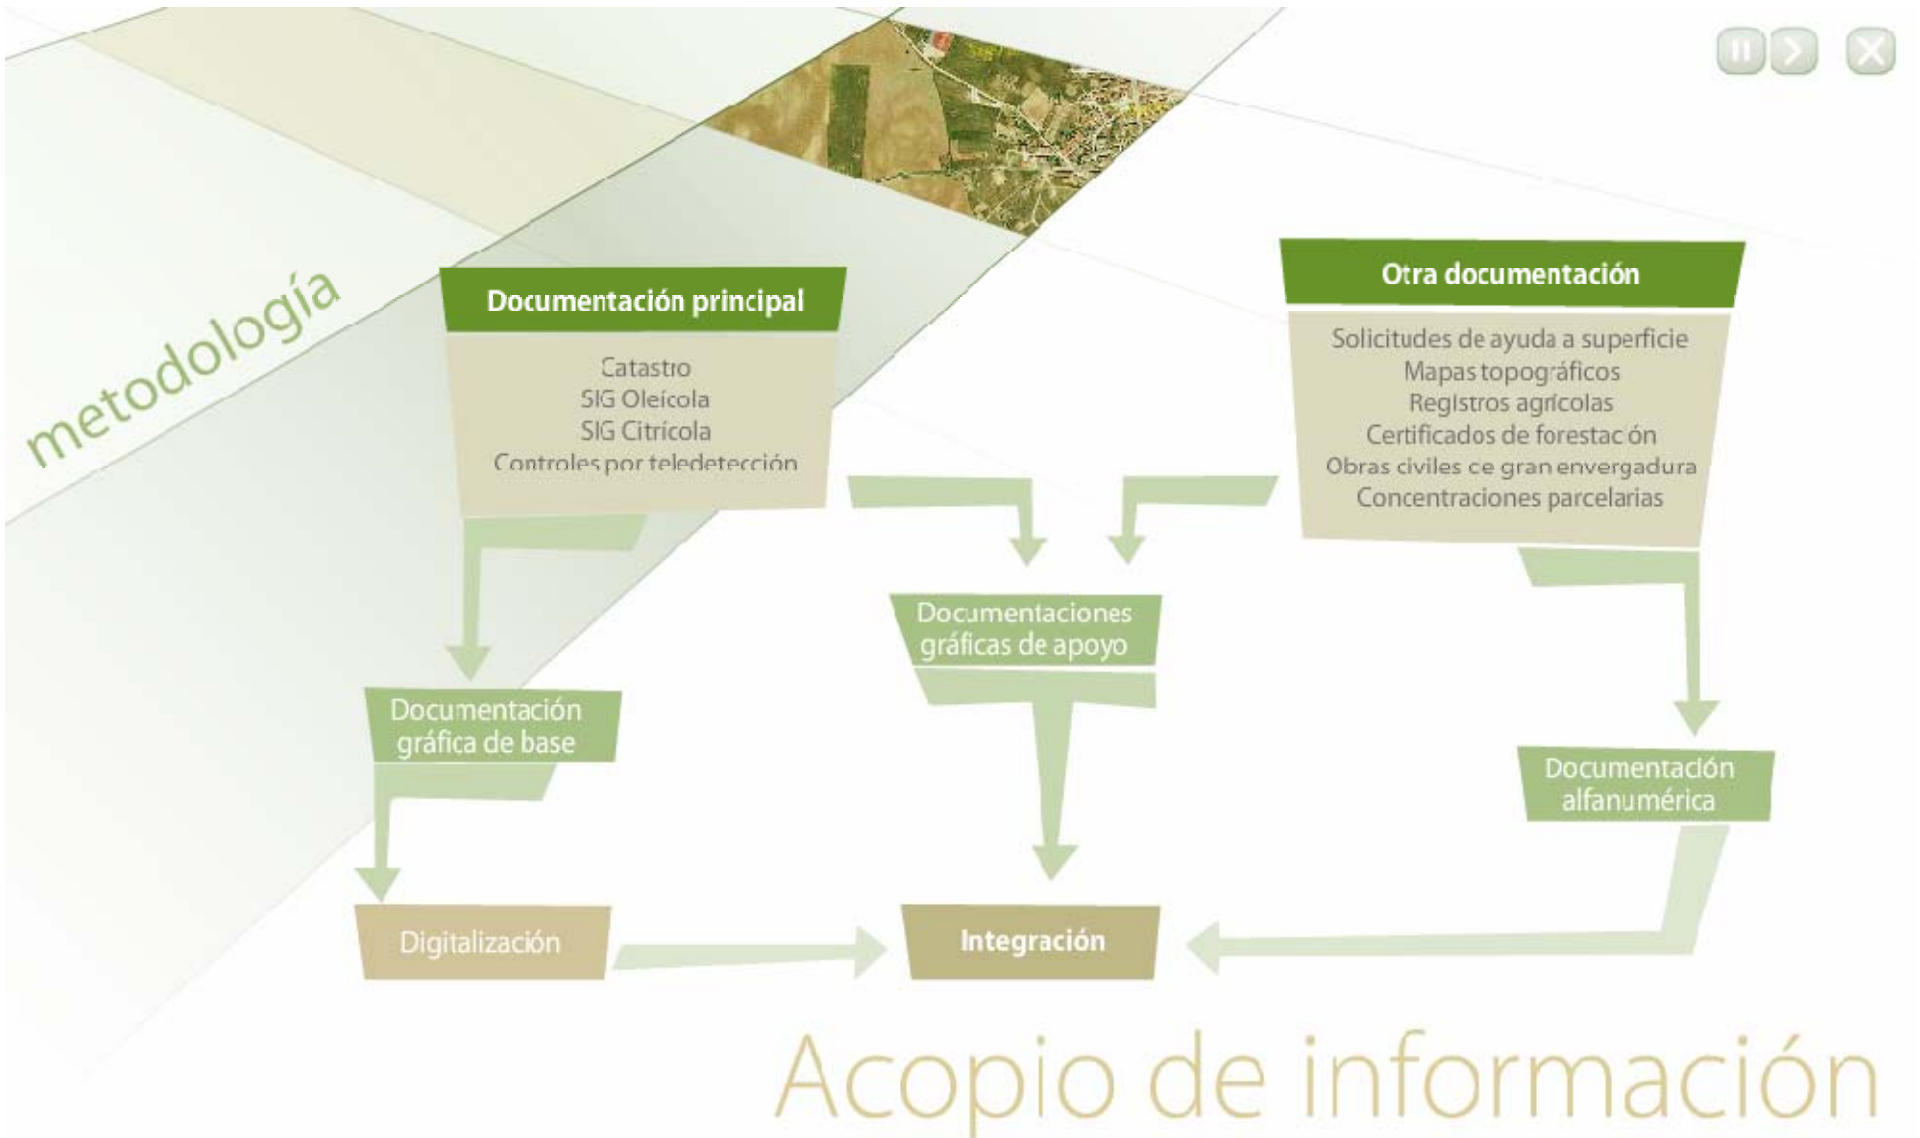 metodología
Documentación principal
Catastro
SIG Oleícola
SIG Citrícola
Controles por teledetección
Otra documentación
Solicitudes de ayuda a superficie
Mapas topográficos
Registros agrícolas
Certificados de forestación
Obras civiles de gran envergadura
Concentraciones parcelarias
Documentaciones
gráficas de apoyo
Documentación
gráfica de base
Documentación
alfanumérica
Digitalización
Integración
Acopio de información